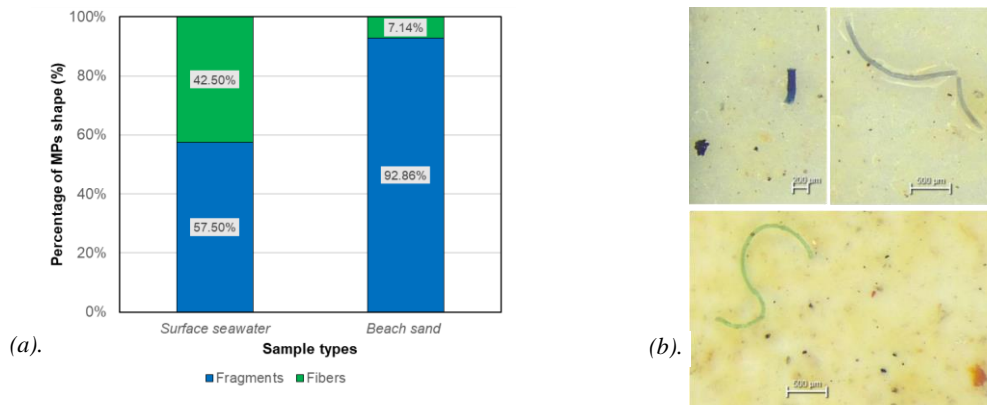 100%
80%
60%
40%
20%
0%
Percentage of MPs shape (%)
42.50%
57.50%
7.14%
92.86%
Surface seawater
Beach sand
Sample types
Fragments
Fibers
(a).
200 µm
500 µm
500 µm
(b).